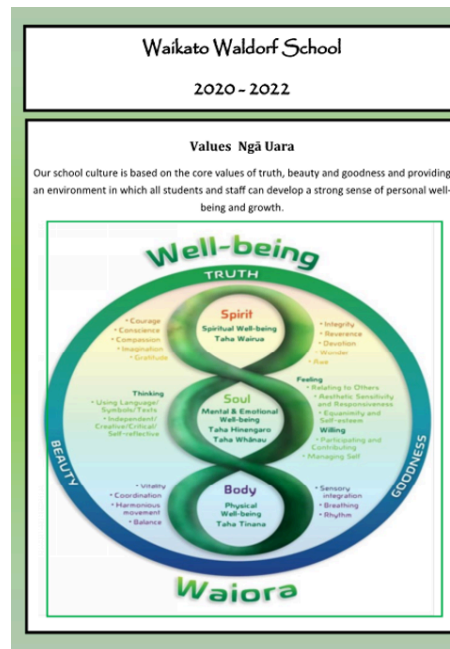 Waikato Waldorf School
2020 - 2022
Values Ngā Uara
Our school culture is based on the core values of truth, beauty and goodness and providing
an environment in which all students and staff can develop a strong sense of personal well-
being and growth.
Well-being
TRUTH
Spirit
Spiritual Well-being
Taha Wairua
• Courage
• Conscience
• Compassion
• Imagination
• Gratitude
• Integrity
• Reverence
• Devotion
• Wonder
Thinking
• Using Language/
Symbols/Texts
• Independent/
Creative/Critical/
Self-reflective
Soul
Mental & Emotional
Well-being
Taha Hinengaro
Taha Whānau
Feeling
• Relating to Others
• Aesthetic Sensitivity
and Responsiveness
• Equanimity and
Self-esteem
Willing
• Participating and
Contributing
• Managing Self
BEAUTY
GOODNESS
• Vitality
• Coordination
• Harmonious
movement
• Balance
Body
Physical
Well-being
Taha Tinana
• Sensory
integration
• Breathing
• Rhythm
Waiora